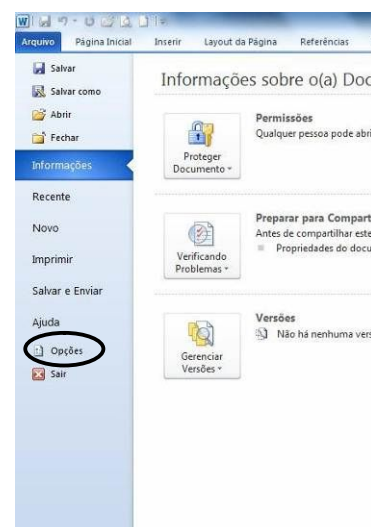 W
Arquivo Página Inicial Inserir Layout da Página Referências
Salvar
Salvar como
Abrir
Fechar
Informações
Recente
Novo
Imprimir
Salvar e Enviar
Ajuda
Opções
Sair
Informações sobre o(a) Doc
Proteger
Documento
Permissões
Qualquer pessoa pode abri
Verificando
Problemas
Preparar para Compart
Antes de compartilhar este
Propriedades do docu
Gerenciar
Versões
Versões
Não há nenhuma vers